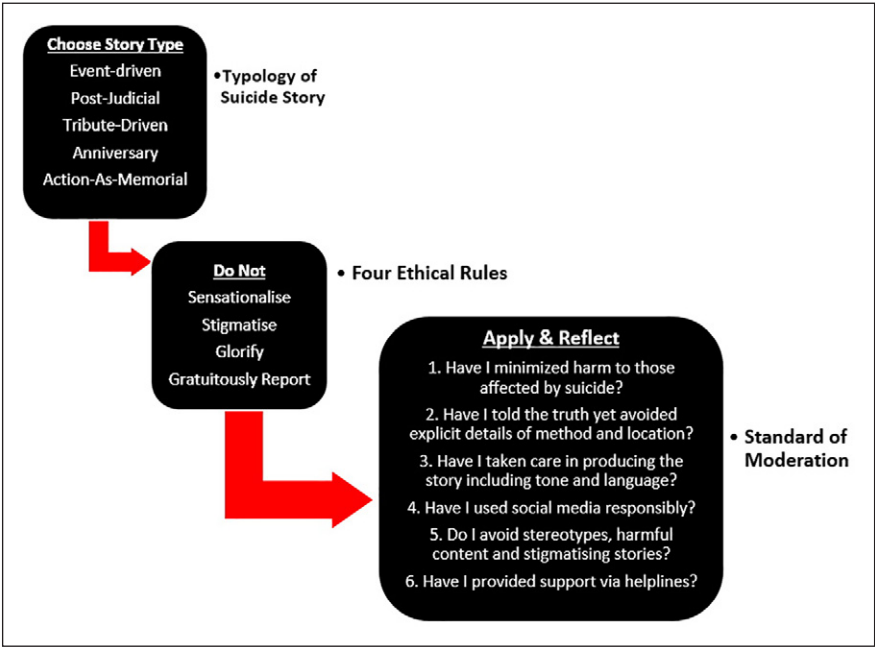 Choose Story Type
Event-driven
Post-Judicial
Tribute-Driven
Anniversary
Action-As-Memorial
•Typology of
Suicide Story
Do Not
Sensationalise
Stigmatise
Glorify
Gratuitously Report
• Four Ethical Rules
Apply & Reflect
1. Have I minimized harm to those
affected by suicide?
2. Have I told the truth yet avoided
explicit details of method and location?
3. Have I taken care in producing the
story including tone and language?
4. Have I used social media responsibly?
5. Do I avoid stereotypes, harmful
content and stigmatising stories?
6. Have I provided support via helplines?
• Standard of
Moderation